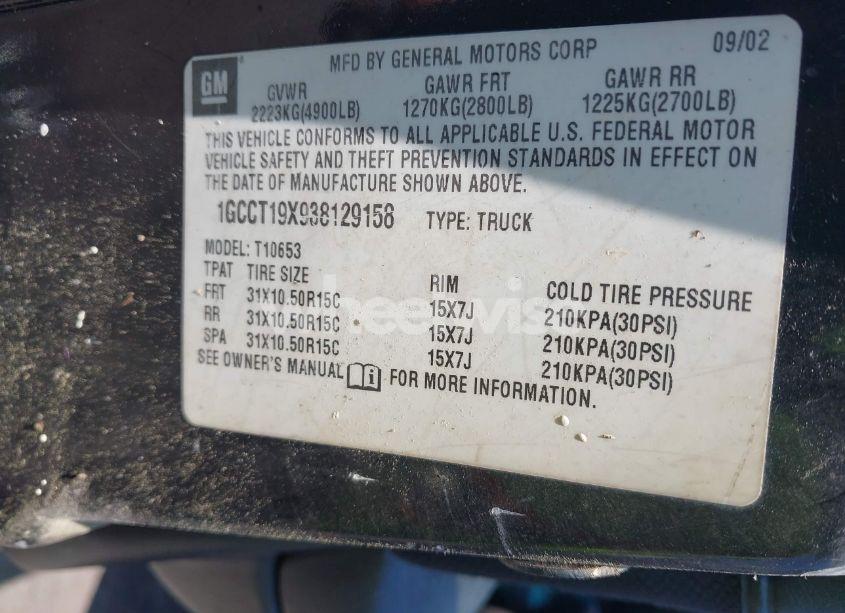 MFD BY GENERAL MOTORS CORP 09/02
GM
GVWR GAWR FRT GAWR RR
2223KG(4900LB) 1270KG(2800LB) 1225KG(2700LB)
THIS VEHICLE CONFORMS TO ALL APPLICABLE U.S. FEDERAL MOTOR
VEHICLE SAFETY AND THEFT PREVENTION STANDARDS IN EFFECT ON
THE DATE OF MANUFACTURE SHOWN ABOVE.
1GCCT19X938129158 TYPE: TRUCK
MODEL: T10653
TPAT TIRE SIZE RIM COLD TIRE PRESSURE
FRT 31X10.50R15C 15X7J 210KPA(30PSI)
RR 31X10.50R15C 15X7J 210KPA(30PSI)
SPA 31X10.50R15C 15X7J 210KPA(30PSI)
SEE OWNER'S MANUAL FOR MORE INFORMATION.